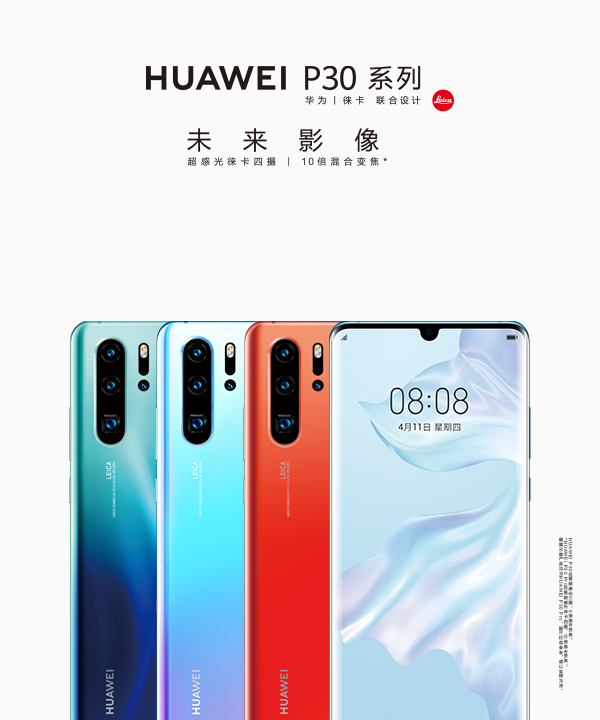 HUAWEI P30 系列
华为 | 徕卡 联合设计
Leica
未来影像
超感光徕卡四摄 | 10倍混合变焦*
08:08
4月11日 星期四
LEICA
LEICA
LEICA
HUAWEI
HUAWEI
HUAWEI